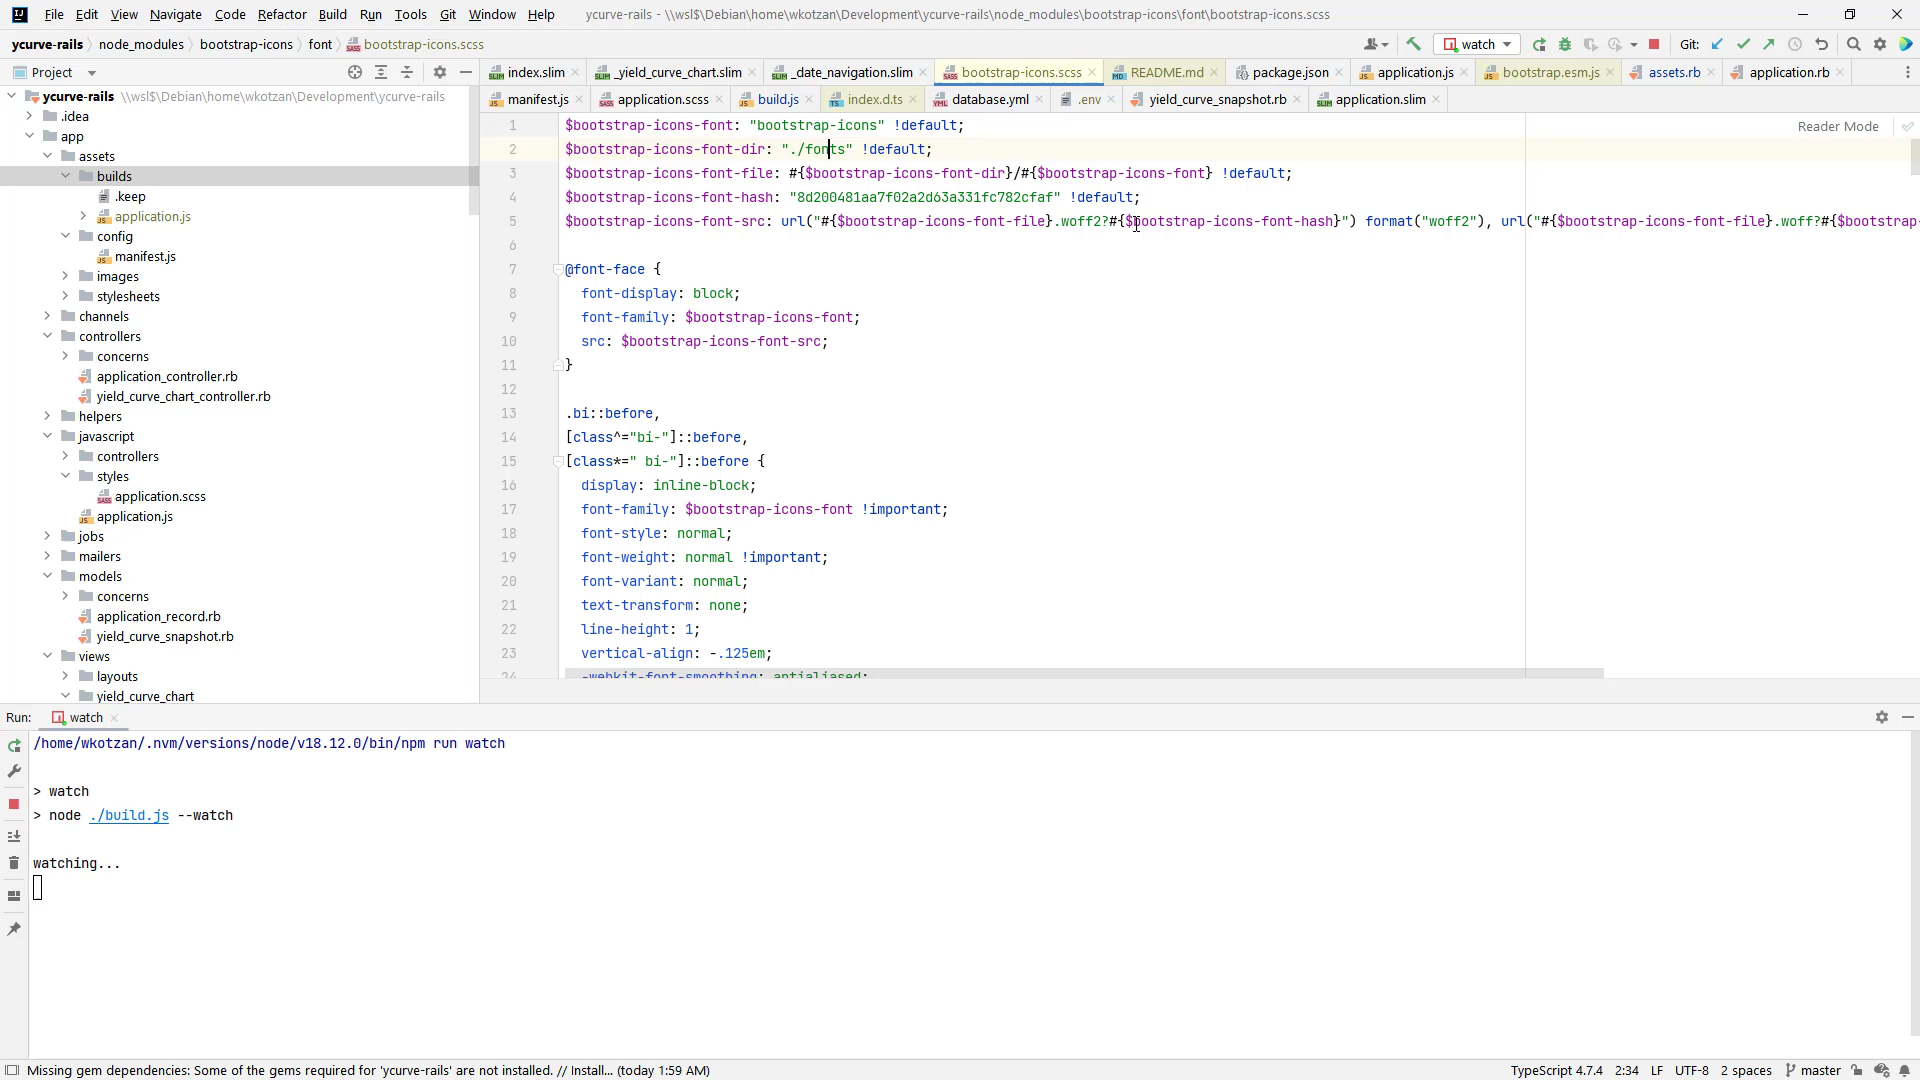 File Edit View Navigate Code Refactor Build Run Tools Git Window Help ycurve-rails - \\wsl$\Debian\home\wkotzan\Development\ycurve-rails\node_modules\bootstrap-icons\font\bootstrap-icons.scss
ycurve-rails node_modules bootstrap-icons font bootstrap-icons.scss watch Git:
Project
index.slim _yield_curve_chart.slim _date_navigation.slim bootstrap-icons.scss README.md package.json application.js bootstrap.esm.js assets.rb application.rb
manifest.js application.scss build.js index.d.ts database.yml .env yield_curve_snapshot.rb application.slim
ycurve-rails \\wsl$\Debian\home\wkotzan\Development\ycurve-rails
.idea
app
assets
builds
.keep
application.js
config
manifest.js
images
stylesheets
channels
controllers
concerns
application_controller.rb
yield_curve_chart_controller.rb
helpers
javascript
controllers
styles
application.scss
application.js
jobs
mailers
models
concerns
application_record.rb
yield_curve_snapshot.rb
views
layouts
yield_curve_chart
Reader Mode
1 $bootstrap-icons-font: "bootstrap-icons" !default;
2 $bootstrap-icons-font-dir: "./fonts" !default;
3 $bootstrap-icons-font-file: #{$bootstrap-icons-font-dir}/#{$bootstrap-icons-font} !default;
4 $bootstrap-icons-font-hash: "8d200481aa7f02a2d63a331fc782cfaf" !default;
5 $bootstrap-icons-font-src: url("#{$bootstrap-icons-font-file}.woff2?#{$bootstrap-icons-font-hash}") format("woff2"), url("#{$bootstrap-icons-font-file}.woff?#{$bootstrap-
6
7 @font-face {
8 font-display: block;
9 font-family: $bootstrap-icons-font;
10 src: $bootstrap-icons-font-src;
11 }
12
13 .bi::before,
14 [class^="bi-"]::before,
15 [class*=" bi-"]::before {
16 display: inline-block;
17 font-family: $bootstrap-icons-font !important;
18 font-style: normal;
19 font-weight: normal !important;
20 font-variant: normal;
21 text-transform: none;
22 line-height: 1;
23 vertical-align: -.125em;
24 -webkit-font-smoothing: antialiased;
Run: watch
/home/wkotzan/.nvm/versions/node/v18.12.0/bin/npm run watch
> watch
> node ./build.js --watch
watching...
Missing gem dependencies: Some of the gems required for 'ycurve-rails' are not installed. // Install... (today 1:59 AM) TypeScript 4.7.4 2:34 LF UTF-8 2 spaces master